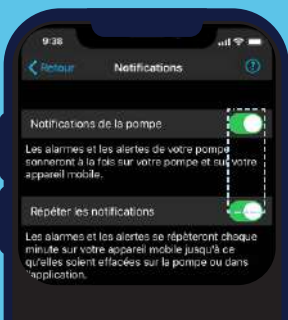 9:38
Retour
Notifications
Notifications de la pompe
Les alarmes et les alertes de votre pompe
sonneront à la fois sur votre pompe et sur votre
appareil mobile.
Répéter les notifications
Les alarmes et les alertes se répèteront chaque
minute sur votre appareil mobile jusqu'à ce
qu'elles soient effacées sur la pompe ou dans
l'application.